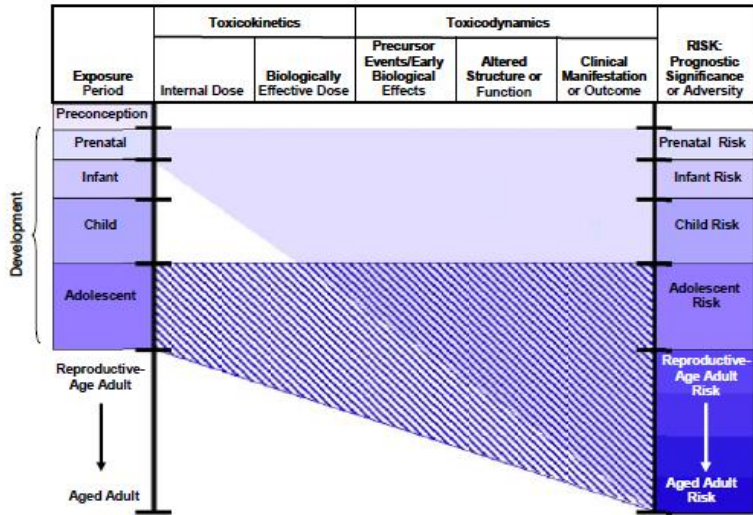 Toxicokinetics
Toxicodynamics
Exposure
Period
Internal Dose
Biologically
Effective Dose
Precursor
Events/Early
Biological
Effects
Altered
Structure or
Function
Clinical
Manifestation
or Outcome
RISK:
Prognostic
Significance
or Adversity
Preconception
Prenatal
Prenatal Risk
Infant
Infant Risk
Child
Child Risk
Adolescent
Adolescent
Risk
Development
Reproductive-
Age Adult
Reproductive-
Age Adult
Risk
Aged Adult
Aged Adult
Risk